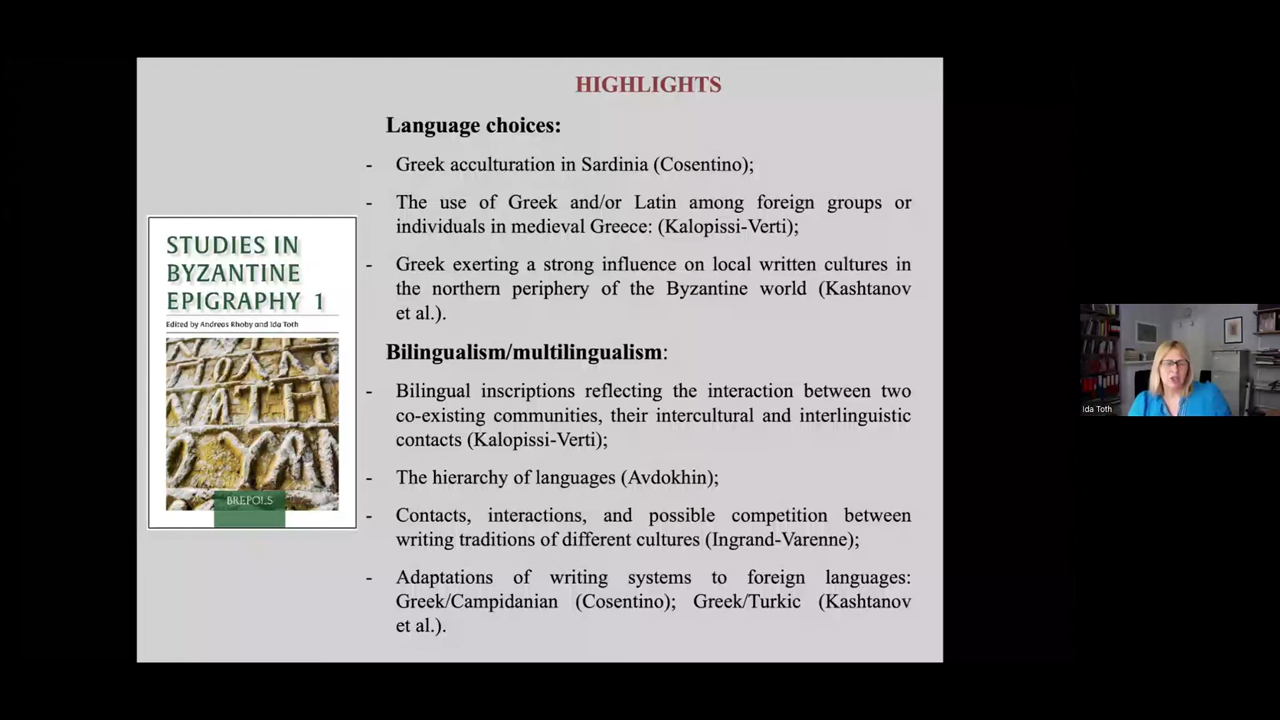 HIGHLIGHTS
Language choices:
- Greek acculturation in Sardinia (Cosentino);
- The use of Greek and/or Latin among foreign groups or
individuals in medieval Greece: (Kalopissi-Verti);
- Greek exerting a strong influence on local written cultures in
the northern periphery of the Byzantine world (Kashtanov
et al.).
Bilingualism/multilingualism:
- Bilingual inscriptions reflecting the interaction between two
co-existing communities, their intercultural and interlinguistic
contacts (Kalopissi-Verti);
- The hierarchy of languages (Avdokhin);
- Contacts, interactions, and possible competition between
writing traditions of different cultures (Ingrand-Varenne);
- Adaptations of writing systems to foreign languages:
Greek/Campidanian (Cosentino); Greek/Turkic (Kashtanov
et al.).
STUDIES IN
BYZANTINE
EPIGRAPHY 1
Edited by Andreas Rhoby and Ida Toth
BREPOLS
Ida Toth